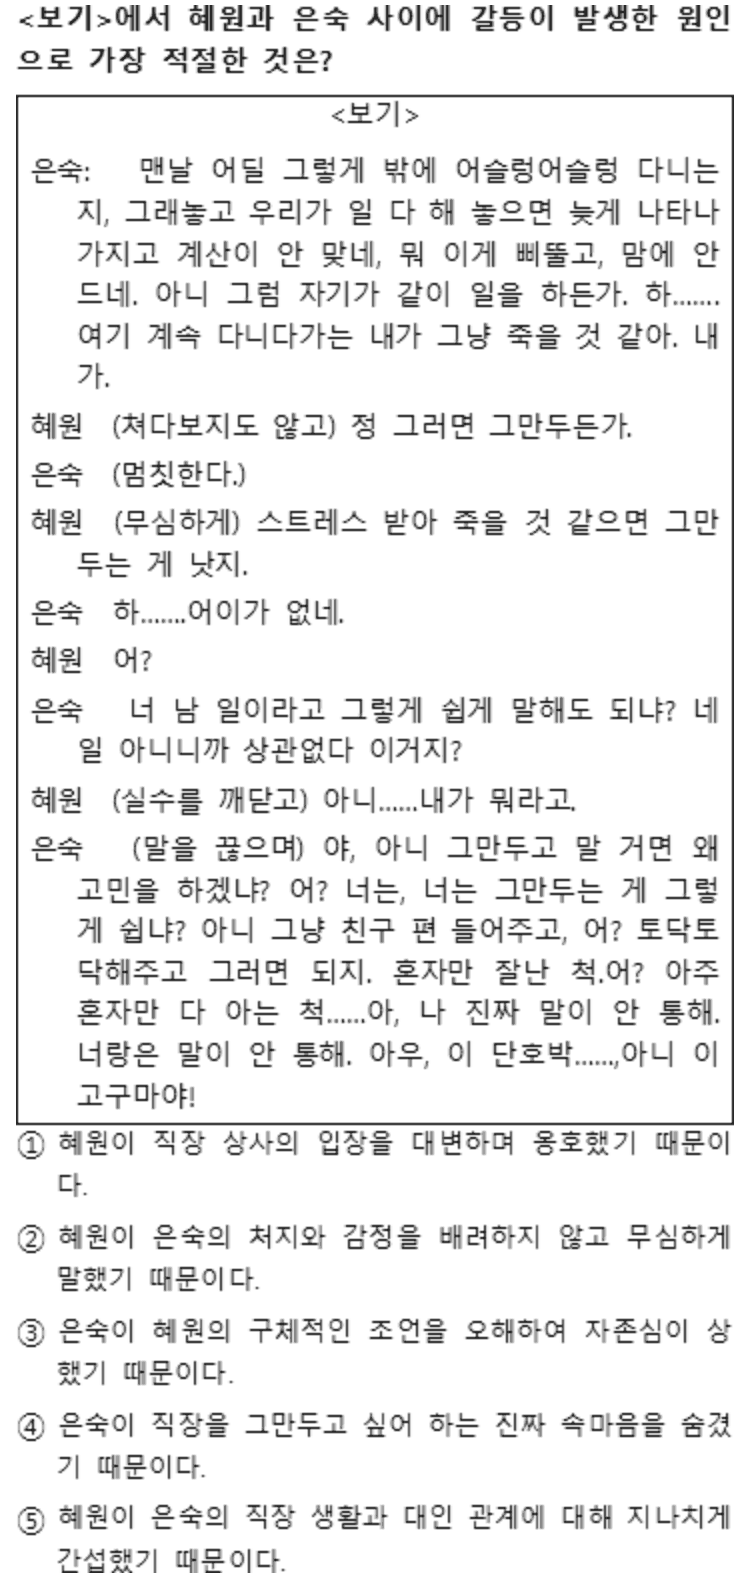 <보기>에서 혜원과 은숙 사이에 갈등이 발생한 원인
으로 가장 적절한 것은?
<보기>
은숙: 맨날 어딜 그렇게 밖에 어슬렁어슬렁 다니는
지, 그래놓고 우리가 일 다 해 놓으면 늦게 나타나
가지고 계산이 안 맞네, 뭐 이게 삐뚤고, 맘에 안
드네. 아니 그럼 자기가 같이 일을 하든가. 하.......
여기 계속 다니다가는 내가 그냥 죽을 것 같아. 내
가.
혜원 (쳐다보지도 않고) 정 그러면 그만두든가.
은숙 (멈칫한다.)
혜원 (무심하게) 스트레스 받아 죽을 것 같으면 그만
두는 게 낫지.
은숙 하.......어이가 없네.
혜원 어?
은숙 너 남 일이라고 그렇게 쉽게 말해도 되냐? 네
일 아니니까 상관없다 이거지?
혜원 (실수를 깨닫고) 아니......내가 뭐라고.
은숙 (말을 끊으며) 야, 아니 그만두고 말 거면 왜
고민을 하겠냐? 어? 너는, 너는 그만두는 게 그렇
게 쉽냐? 아니 그냥 친구 편 들어주고, 어? 토닥토
닥해주고 그러면 되지. 혼자만 잘난 척.어? 아주
혼자만 다 아는 척......아, 나 진짜 말이 안 통해.
너랑은 말이 안 통해. 아우, 이 단호박......,아니 이
고구마야!
① 혜원이 직장 상사의 입장을 대변하며 옹호했기 때문이
다.
② 혜원이 은숙의 처지와 감정을 배려하지 않고 무심하게
말했기 때문이다.
③ 은숙이 혜원의 구체적인 조언을 오해하여 자존심이 상
했기 때문이다.
④ 은숙이 직장을 그만두고 싶어 하는 진짜 속마음을 숨겼
기 때문이다.
⑤ 혜원이 은숙의 직장 생활과 대인 관계에 대해 지나치게
간섭했기 때문이다.